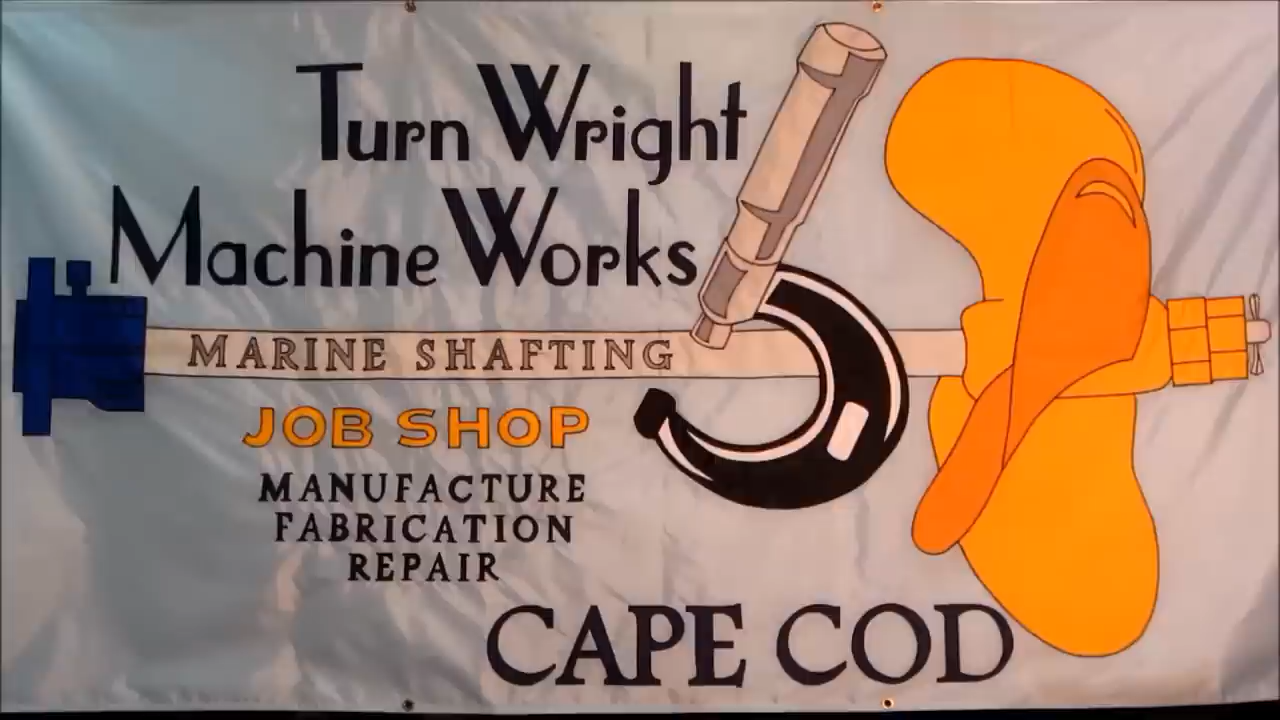 Turn Wright
Machine Works
MARINE SHAFTING
JOB SHOP
MANUFACTURE
FABRICATION
REPAIR
CAPE COD